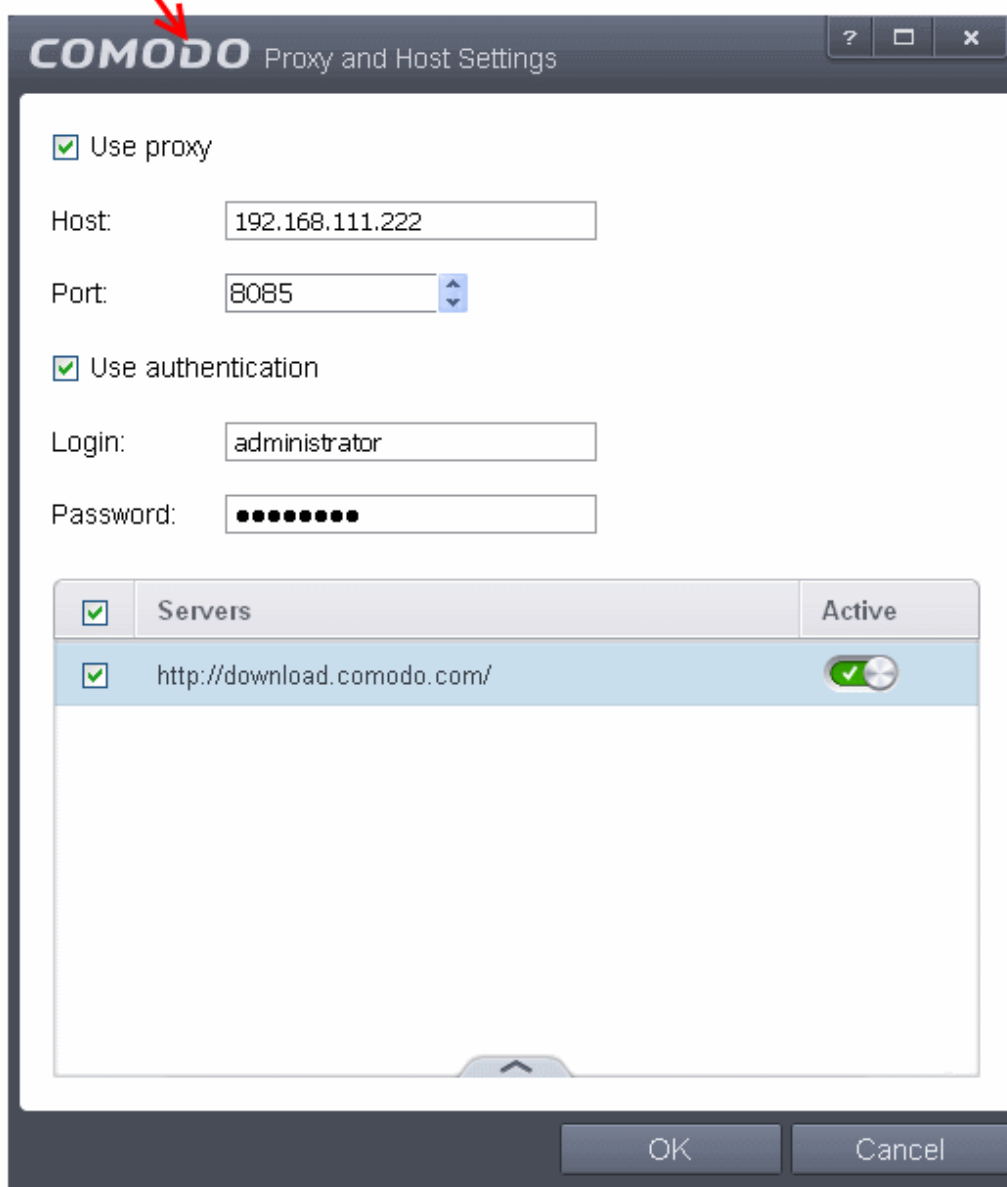 COMODO Proxy and Host Settings
Use proxy
Host: 192.168.111.222
Port: 8085
Use authentication
Login: administrator
Password: ●●●●●●●●
Servers Active
http://download.comodo.com/
OK Cancel